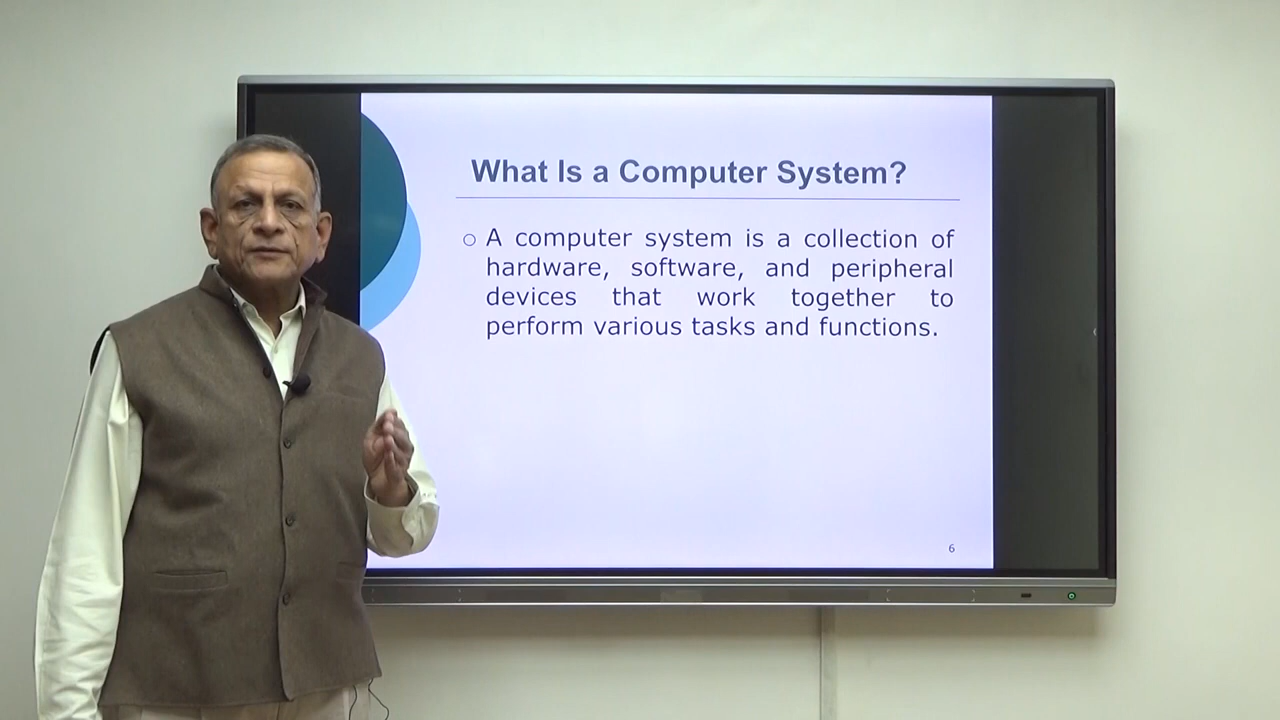 What Is a Computer System?
○ A computer system is a collection of
hardware, software, and peripheral
devices that work together to
perform various tasks and functions.
6